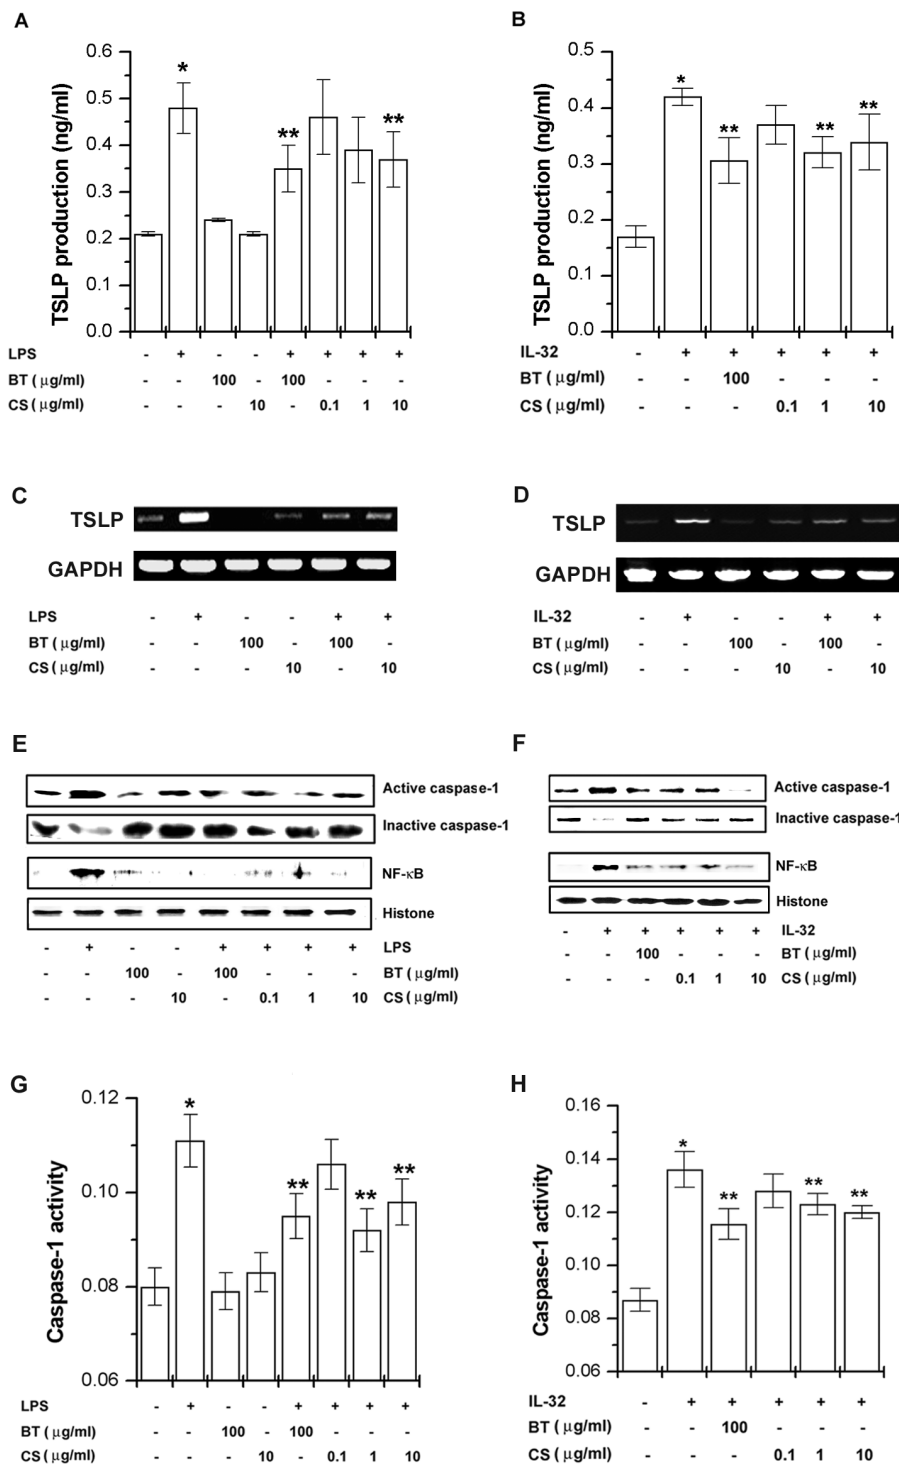 A
TSLP production (ng/ml)
0.6
0.5
0.4
0.3
0.2
0.1
0.0
* ** **
LPS - + - - + + + +
BT ( μg/ml) - - 100 - 100 - - -
CS ( μg/ml) - - - 10 - 0.1 1 10
B
TSLP production (ng/ml)
0.5
0.4
0.3
0.2
0.1
0.0
* ** ** **
IL-32 - + + + + +
BT ( μg/ml) - - 100 - - -
CS ( μg/ml) - - - 0.1 1 10
C
TSLP
GAPDH
LPS - + - - + +
BT ( μg/ml) - - 100 - 100 -
CS ( μg/ml) - - - 10 - 10
D
TSLP
GAPDH
IL-32 - + - - + +
BT ( μg/ml) - - 100 - 100 -
CS ( μg/ml) - - - 10 - 10
E
Active caspase-1
Inactive caspase-1
NF-κB
Histone
- + - - + + + + LPS
- - 100 - 100 - - - BT ( μg/ml)
- - - 10 - 0.1 1 10 CS ( μg/ml)
F
Active caspase-1
Inactive caspase-1
NF-κB
Histone
- + + + + + IL-32
- - 100 - - - BT ( μg/ml)
- - - 0.1 1 10 CS ( μg/ml)
G
Caspase-1 activity
0.12
0.10
0.08
0.06
* ** ** **
LPS - + - - + + + +
BT ( μg/ml) - - 100 - 100 - - -
CS ( μg/ml) - - - 10 - 0.1 1 10
H
Caspase-1 activity
0.16
0.14
0.12
0.10
0.08
0.06
* ** ** **
IL-32 - + + + + +
BT ( μg/ml) - - 100 - - -
CS ( μg/ml) - - - 0.1 1 10